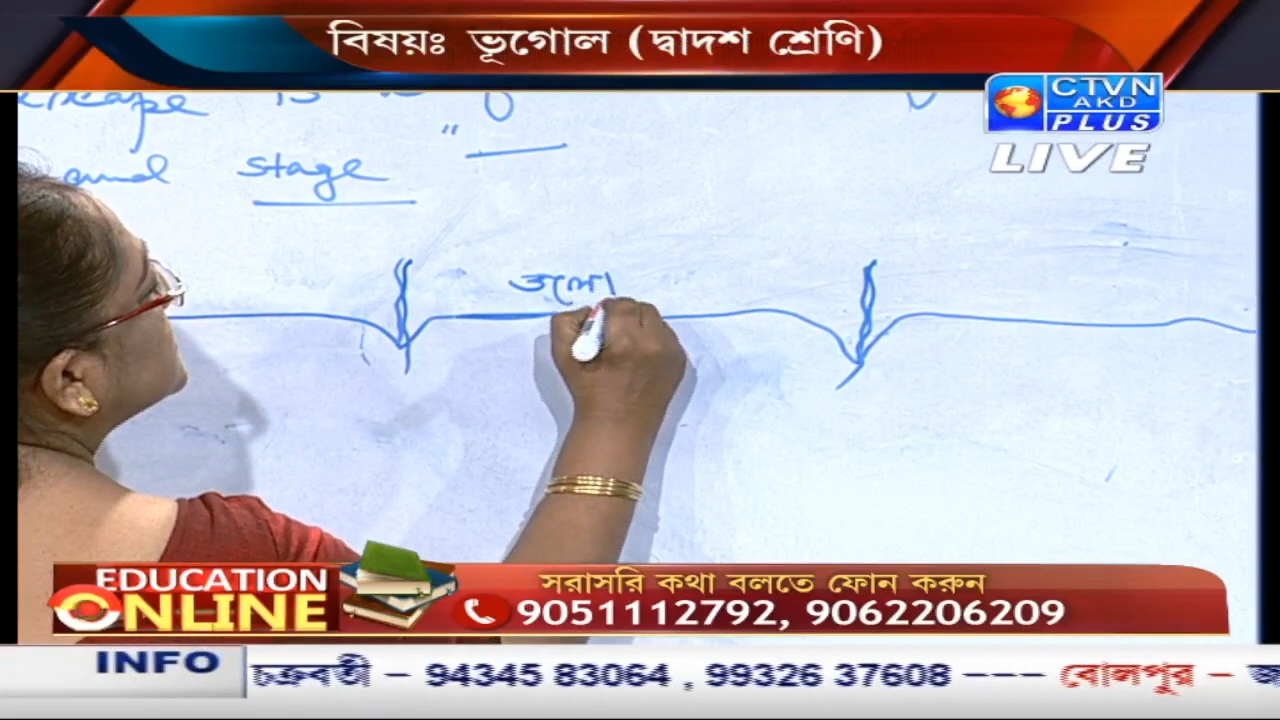 বিষয়ঃ ভূগোল (দ্বাদশ শ্রেণি)
CTVN
AKD
PLUS
LIVE
and stage
EDUCATION
ONLINE
সরাসরি কথা বলতে ফোন করুন
9051112792, 9062206209
INFO
চক্রবর্তী – 94345 83064 , 99326 37608 --- বোলপুর –